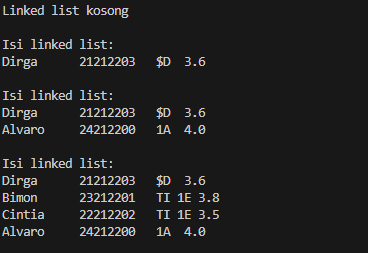 Linked list kosong
Isi linked list:
Dirga 21212203 $D 3.6
Isi linked list:
Dirga 21212203 $D 3.6
Alvaro 24212200 1A 4.0
Isi linked list:
Dirga 21212203 $D 3.6
Bimon 23212201 TI 1E 3.8
Cintia 22212202 TI 1E 3.5
Alvaro 24212200 1A 4.0